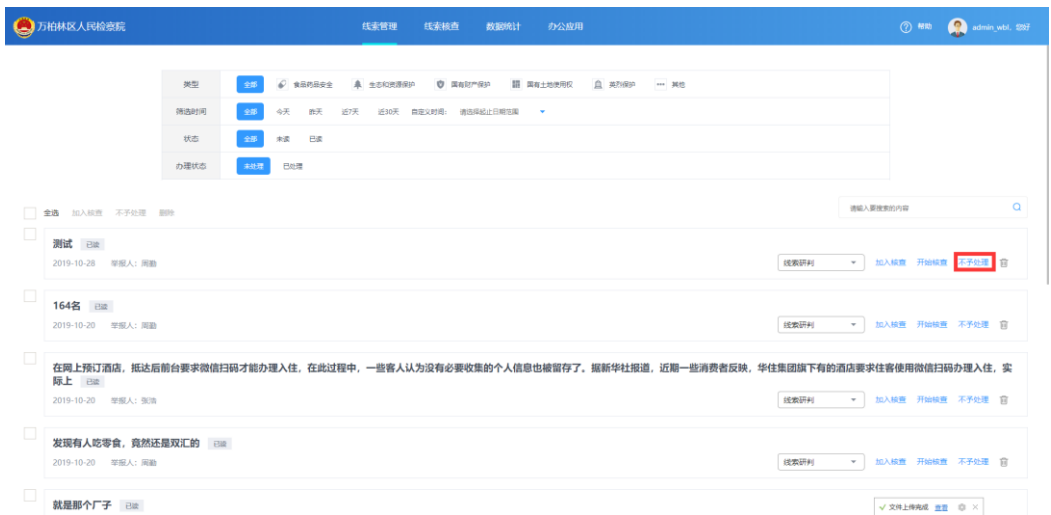 万柏林区人民检察院 线索管理 线索核查 数据统计 办公应用 帮助 admin_wbl, 您好
类型 全部 食品药品安全 生态和资源保护 国有财产保护 国有土地使用权 英烈保护 其他
筛选时间 全部 今天 昨天 近7天 近30天 自定义时间: 请选择起止日期范围
状态 全部 未读 已读
办理状态 未处理 已处理
全选 加入核查 不予处理 删除 请输入要搜索的内容
测试 已读
2019-10-28 举报人: 周勤 线索研判 加入核查 开始核查 不予处理
164名 已读
2019-10-20 举报人: 周勤 线索研判 加入核查 开始核查 不予处理
在网上预订酒店，抵达后前台要求微信扫码才能办理入住，在此过程中，一些客人认为没有必要收集的个人信息也被留存了。据新华社报道，近期一些消费者反映，华住集团旗下有的酒店要求住客使用微信扫码办理入住，实
际上 已读
2019-10-20 举报人: 张浩 线索研判 加入核查 开始核查 不予处理
发现有人吃零食，竟然还是双汇的 已读
2019-10-20 举报人: 周勤 线索研判 加入核查 开始核查 不予处理
就是那个厂子 已读 文件上传完成 查看